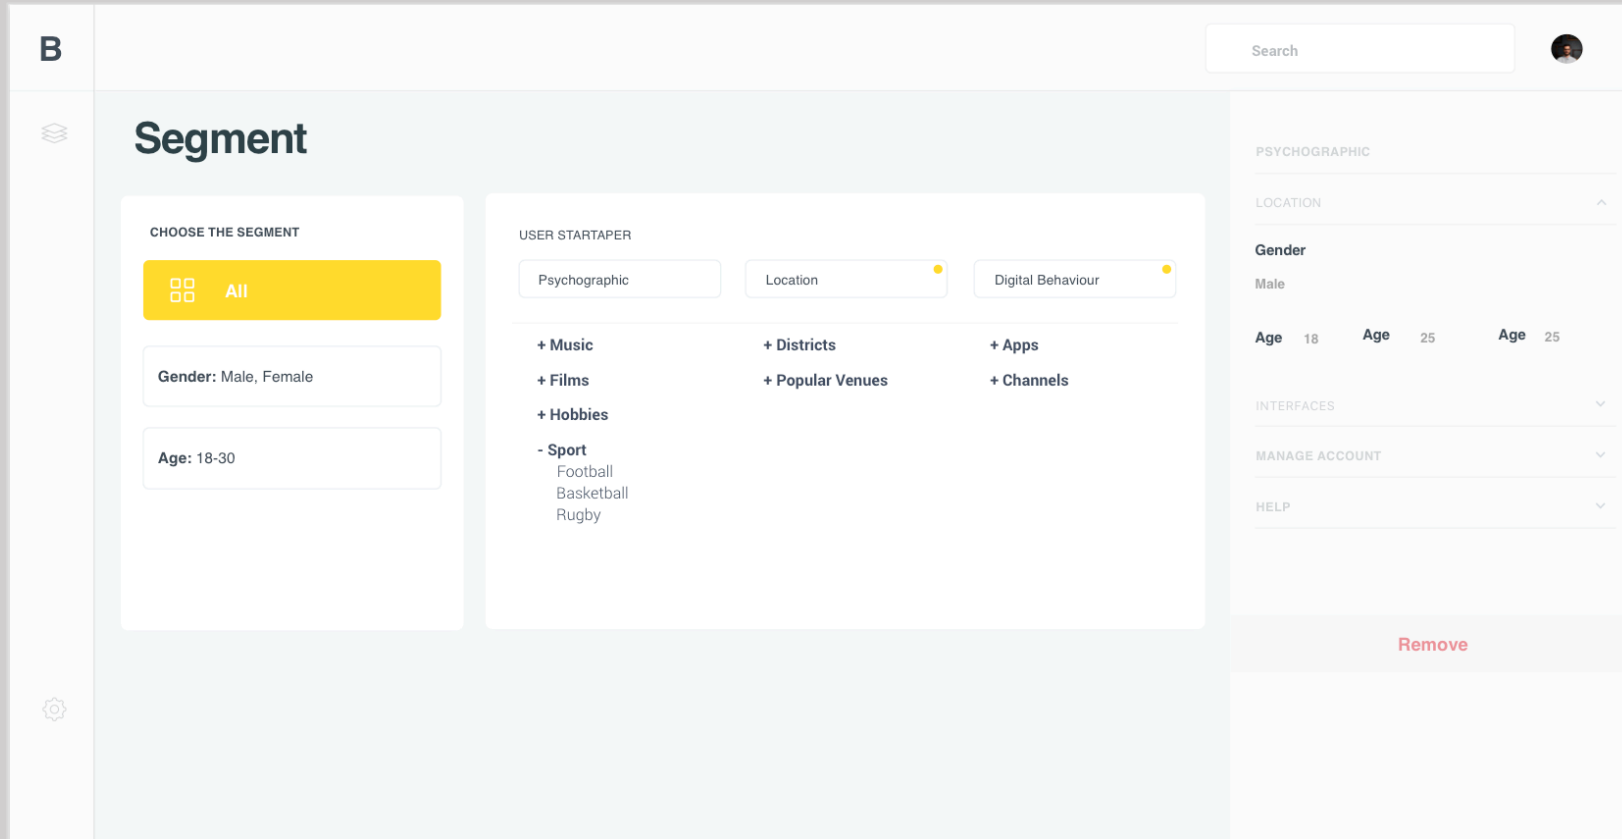 B
Search
Segment
CHOOSE THE SEGMENT
All
Gender: Male, Female
Age: 18-30
USER STARTAPER
Psychographic
Location
Digital Behaviour
+ Music
+ Films
+ Hobbies
- Sport
Football
Basketball
Rugby
+ Districts
+ Popular Venues
+ Apps
+ Channels
PSYCHOGRAPHIC
LOCATION
Gender
Male
Age 18 Age 25 Age 25
INTERFACES
MANAGE ACCOUNT
HELP
Remove